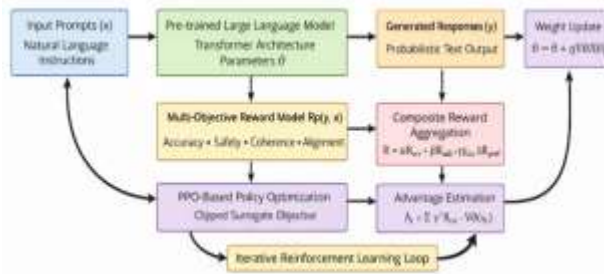 Input Prompts (x)
Natural Language
Instructions
Pre-trained Large Language Model
Transformer Architecture
Parameters θ
Generated Responses (y)
Probabilistic Text Output
Weight Update
Multi-Objective Reward Model Rp(y, x)
Accuracy • Safety • Coherence • Alignment
Composite Reward
Aggregation
PPO-Based Policy Optimization
Clipped Surrogate Objective
Advantage Estimation
Iterative Reinforcement Learning Loop